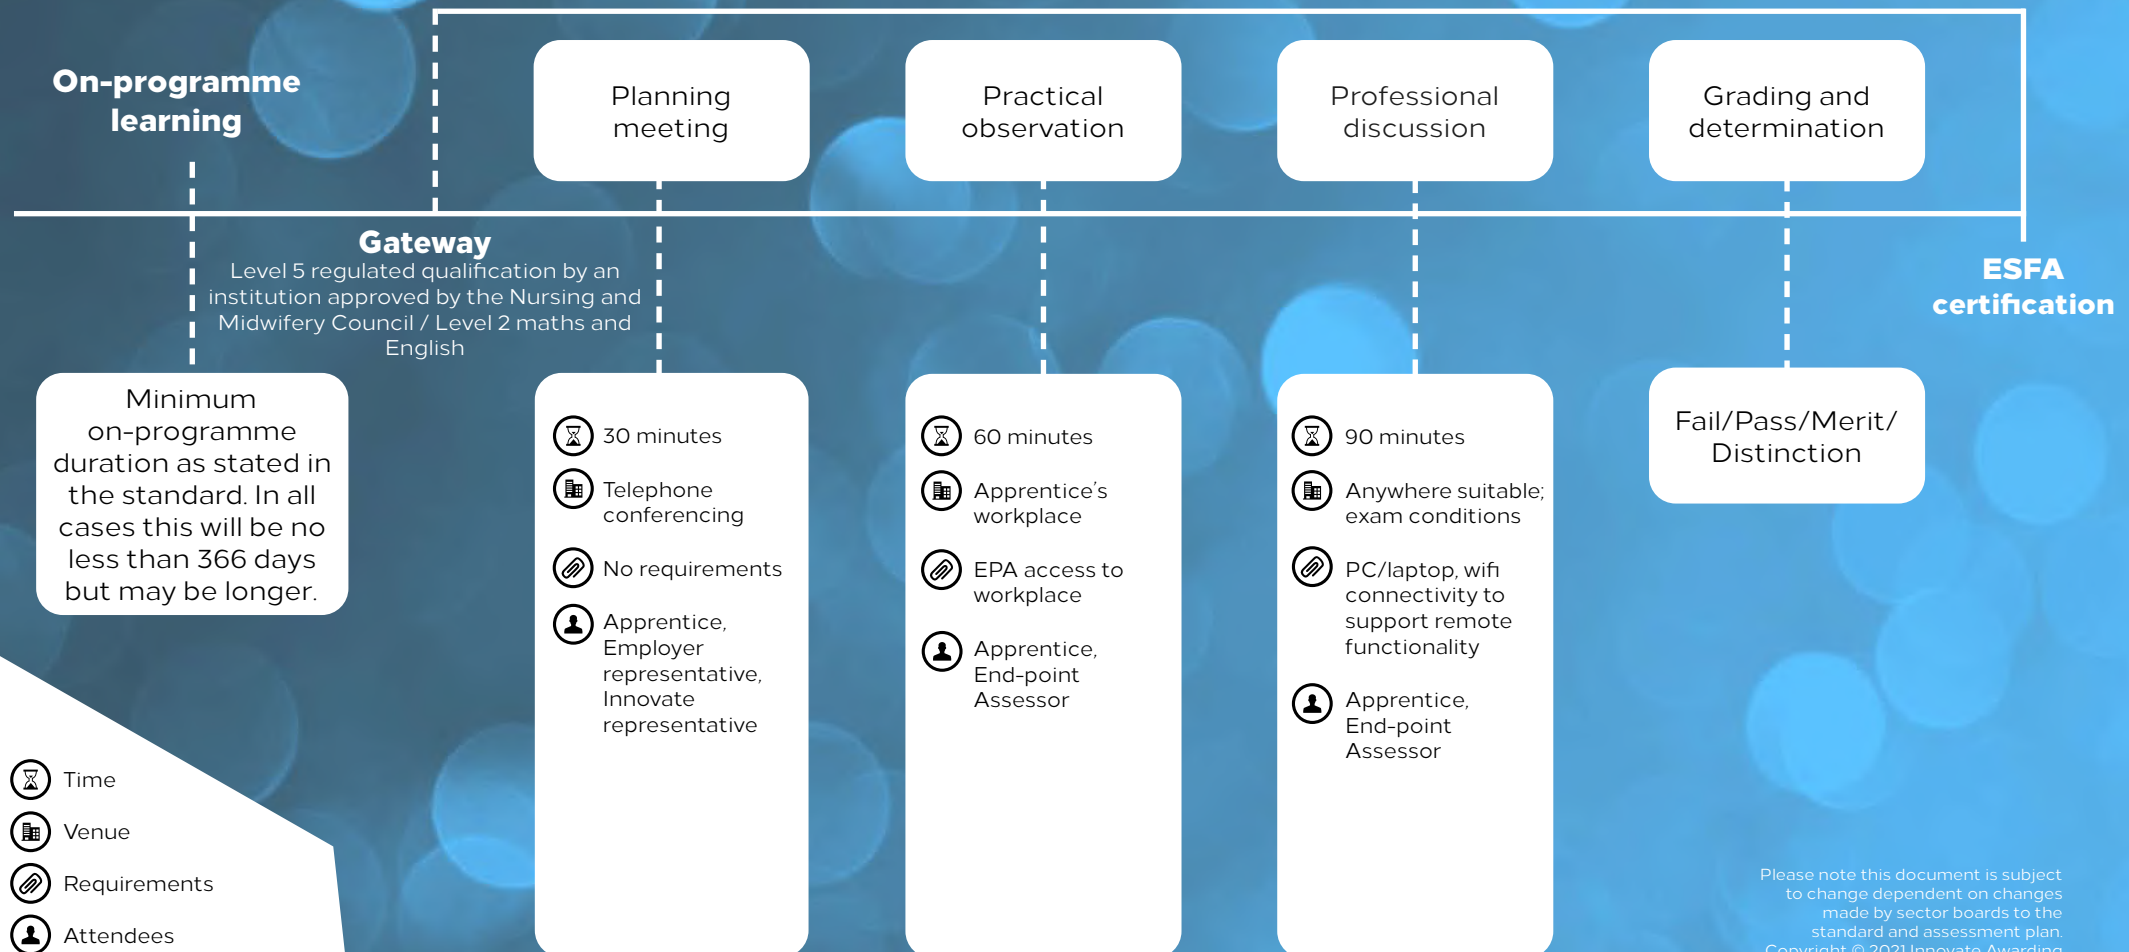 On-programme
learning
Planning
meeting
Practical
observation
Professional
discussion
Grading and
determination
Gateway
Level 5 regulated qualification by an
institution approved by the Nursing and
Midwifery Council / Level 2 maths and
English
ESFA
certification
Minimum
on-programme
duration as stated in
the standard. In all
cases this will be no
less than 366 days
but may be longer.
30 minutes
Telephone
conferencing
No requirements
Apprentice,
Employer
representative,
Innovate
representative
60 minutes
Apprentice's
workplace
EPA access to
workplace
Apprentice,
End-point
Assessor
90 minutes
Anywhere suitable;
exam conditions
PC/laptop, wifi
connectivity to
support remote
functionality
Apprentice,
End-point
Assessor
Fail/Pass/Merit/
Distinction
Time
Venue
Requirements
Attendees
Please note this document is subject
to change dependent on changes
made by sector boards to the
standard and assessment plan.
Copyright © 2021 Innovate Awarding